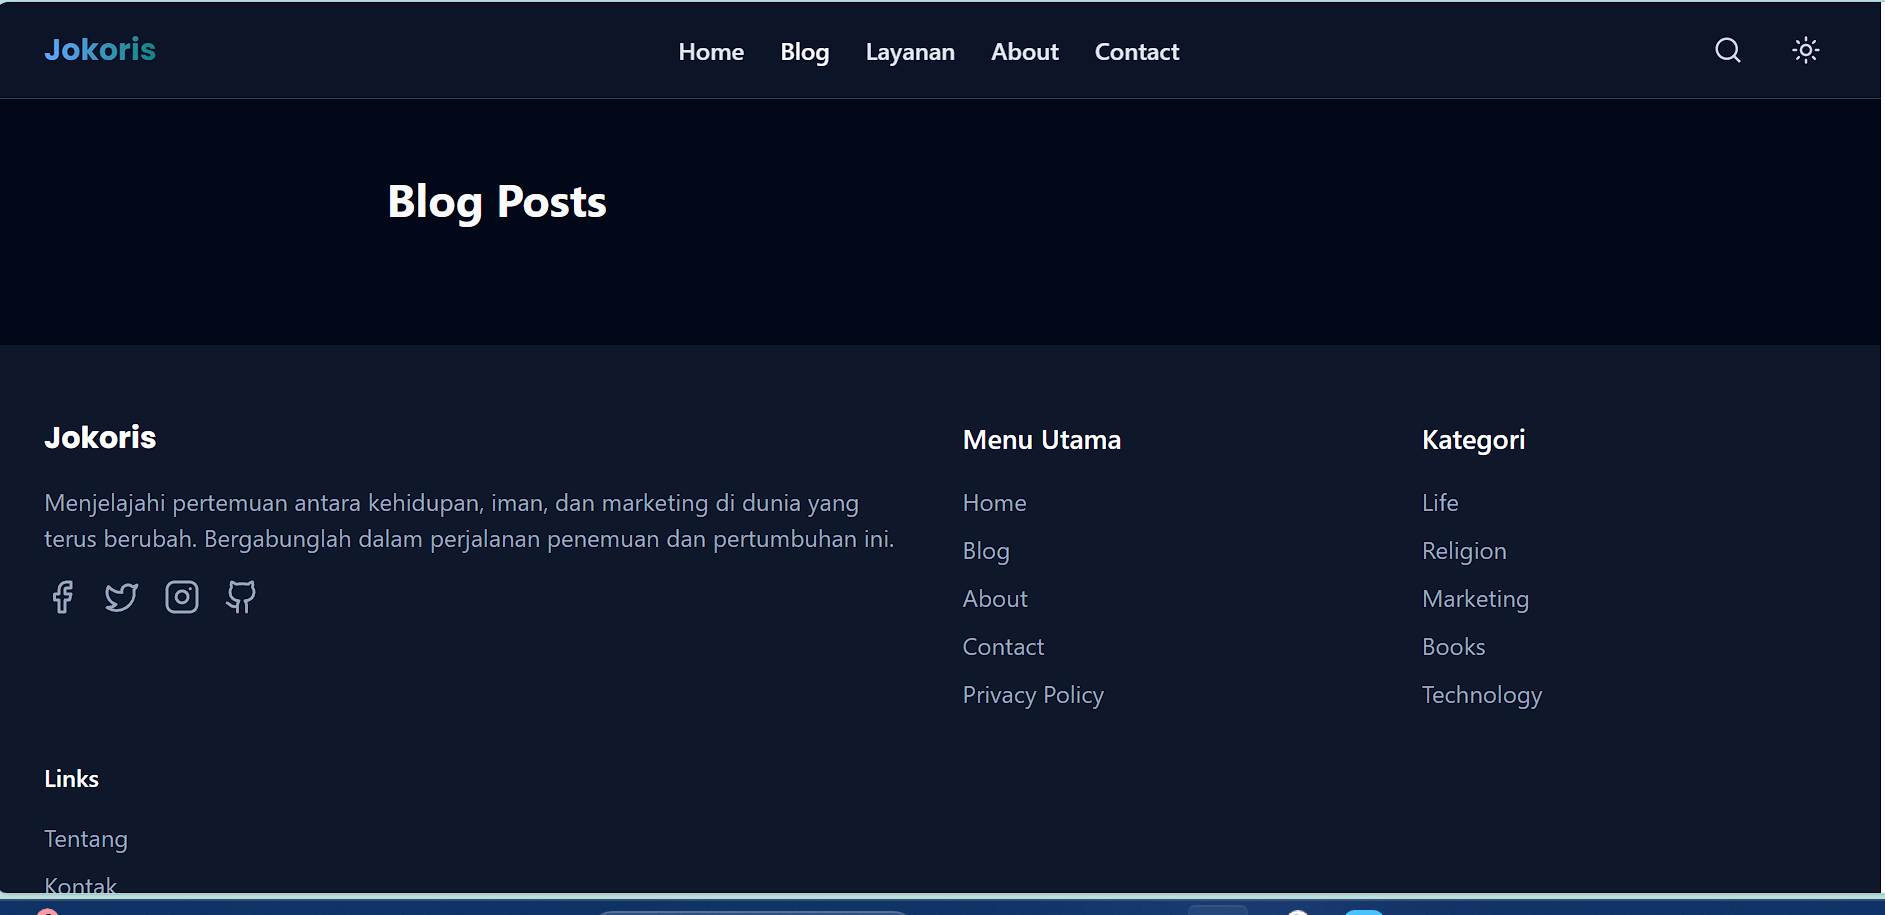 Jokoris
Home Blog Layanan About Contact
Blog Posts
Jokoris
Menjelajahi pertemuan antara kehidupan, iman, dan marketing di dunia yang
terus berubah. Bergabunglah dalam perjalanan penemuan dan pertumbuhan ini.
Menu Utama
Home
Blog
About
Contact
Privacy Policy
Kategori
Life
Religion
Marketing
Books
Technology
Links
Tentang
Kontak